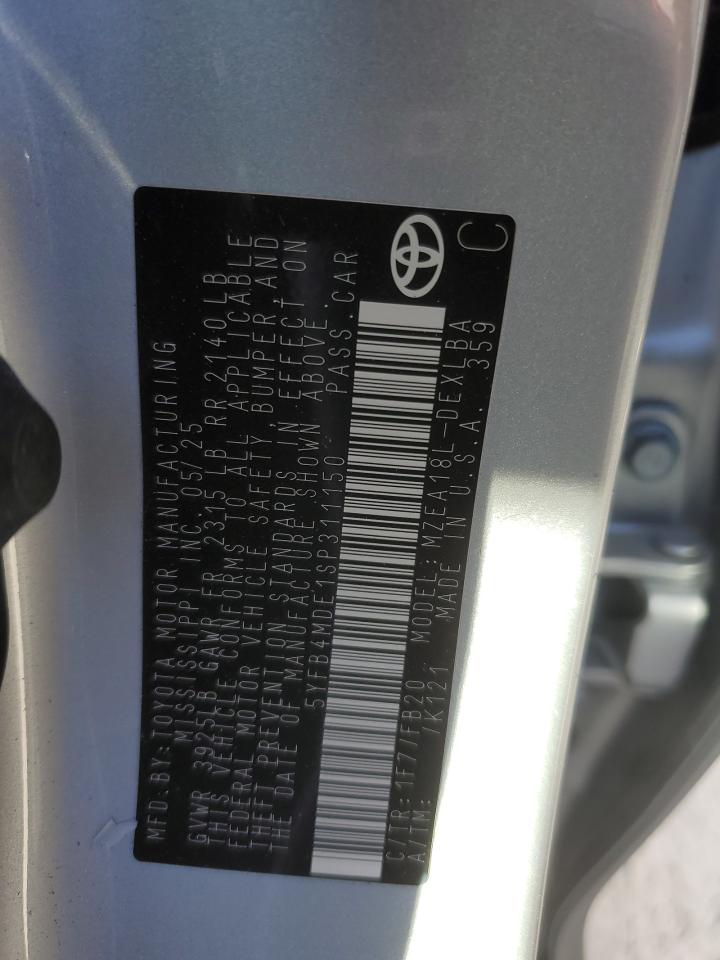 MFD.BY:TOYOTA MOTOR MANUFACTURING
MISSISSIPPI INC.05/25
GVWR 3925LB GAWR FR 2315 LB RR 2140LB
THIS VEHICLE CONFORMS TO ALL APPLICABLE
FEDERAL MOTOR VEHICLE SAFETY,BUMPER,AND
THEFT PREVENTION STANDARDS IN EFFECT ON
THE DATE OF MANUFACTURE SHOWN ABOVE.
5YFB4MDE1SP311150 PASS.CAR
C/TR:1F7/FB20 MODEL:MZEA18L-DEXLBA
A/TM: /K121 MADE IN U.S.A. 359
C